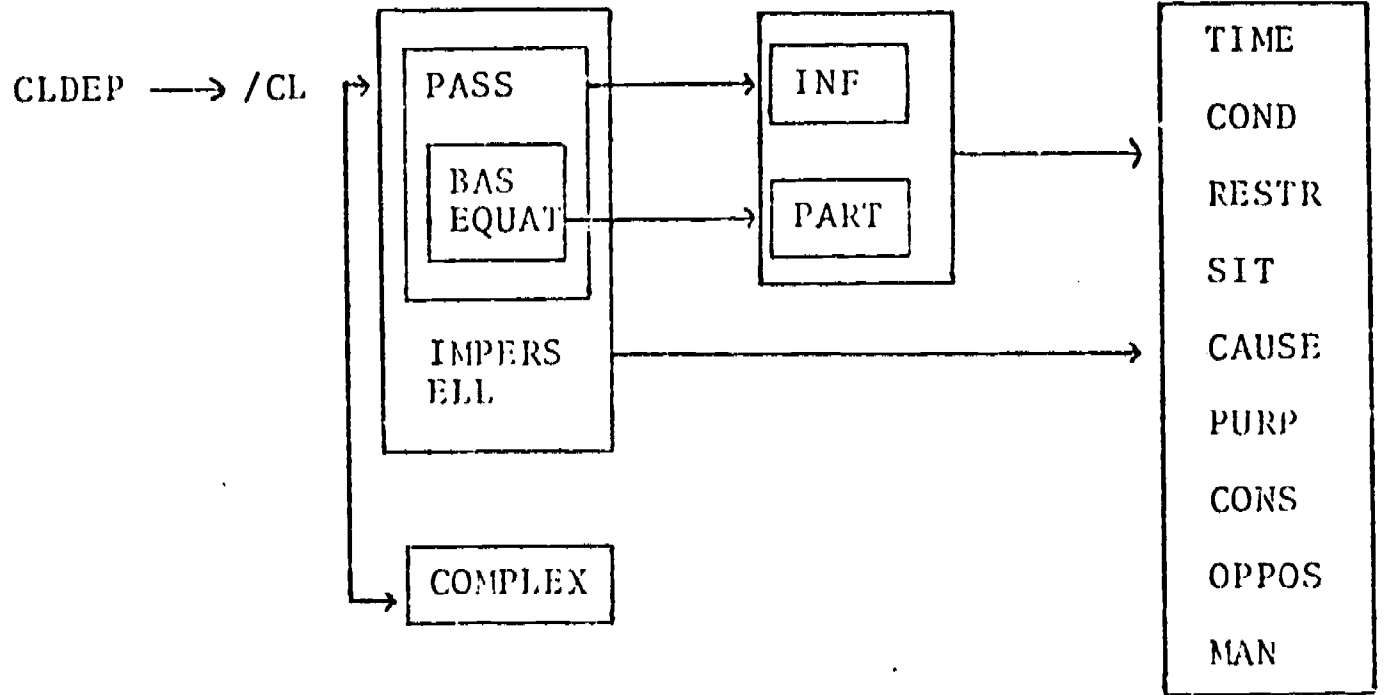 CLDEP → /CL
PASS
BAS
EQUAT
IMPERS
ELL
COMPLEX
INF
PART
TIME
COND
RESTR
SIT
CAUSE
PURP
CONS
OPPOS
MAN